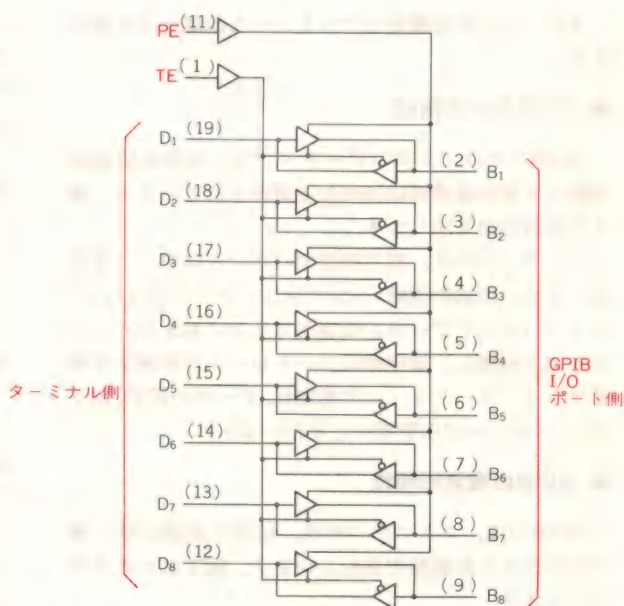 PE (11)
TE (1)
D₁ (19)
(2) B₁
D₂ (18)
(3) B₂
D₃ (17)
(4) B₃
D₄ (16)
(5) B₄
D₅ (15)
(6) B₅
D₆ (14)
(7) B₆
D₇ (13)
(8) B₇
D₈ (12)
(9) B₈
ターミナル側
GPIB
I/O
ポート側